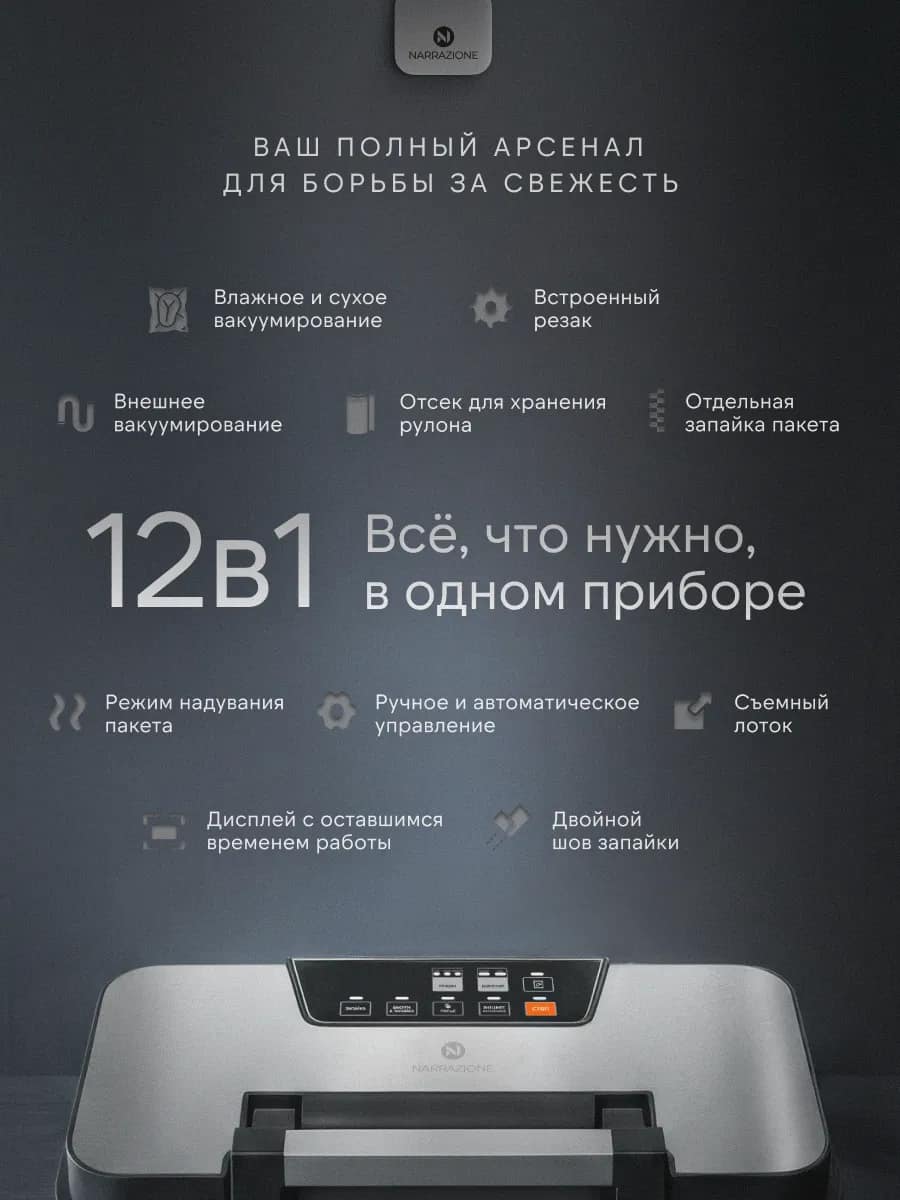 NARRAZIONE
ВАШ ПОЛНЫЙ АРСЕНАЛ
ДЛЯ БОРЬБЫ ЗА СВЕЖЕСТЬ
Влажное и сухое
вакуумирование
Встроенный
резак
Внешнее
вакуумирование
Отсек для хранения
рулона
Отдельная
запайка пакета
12в1
Всё, что нужно,
в одном приборе
Режим надувания
пакета
Ручное и автоматическое
управление
Съемный
лоток
Дисплей с оставшимся
временем работы
Двойной
шов запайки
СТОП
NARRAZIONE